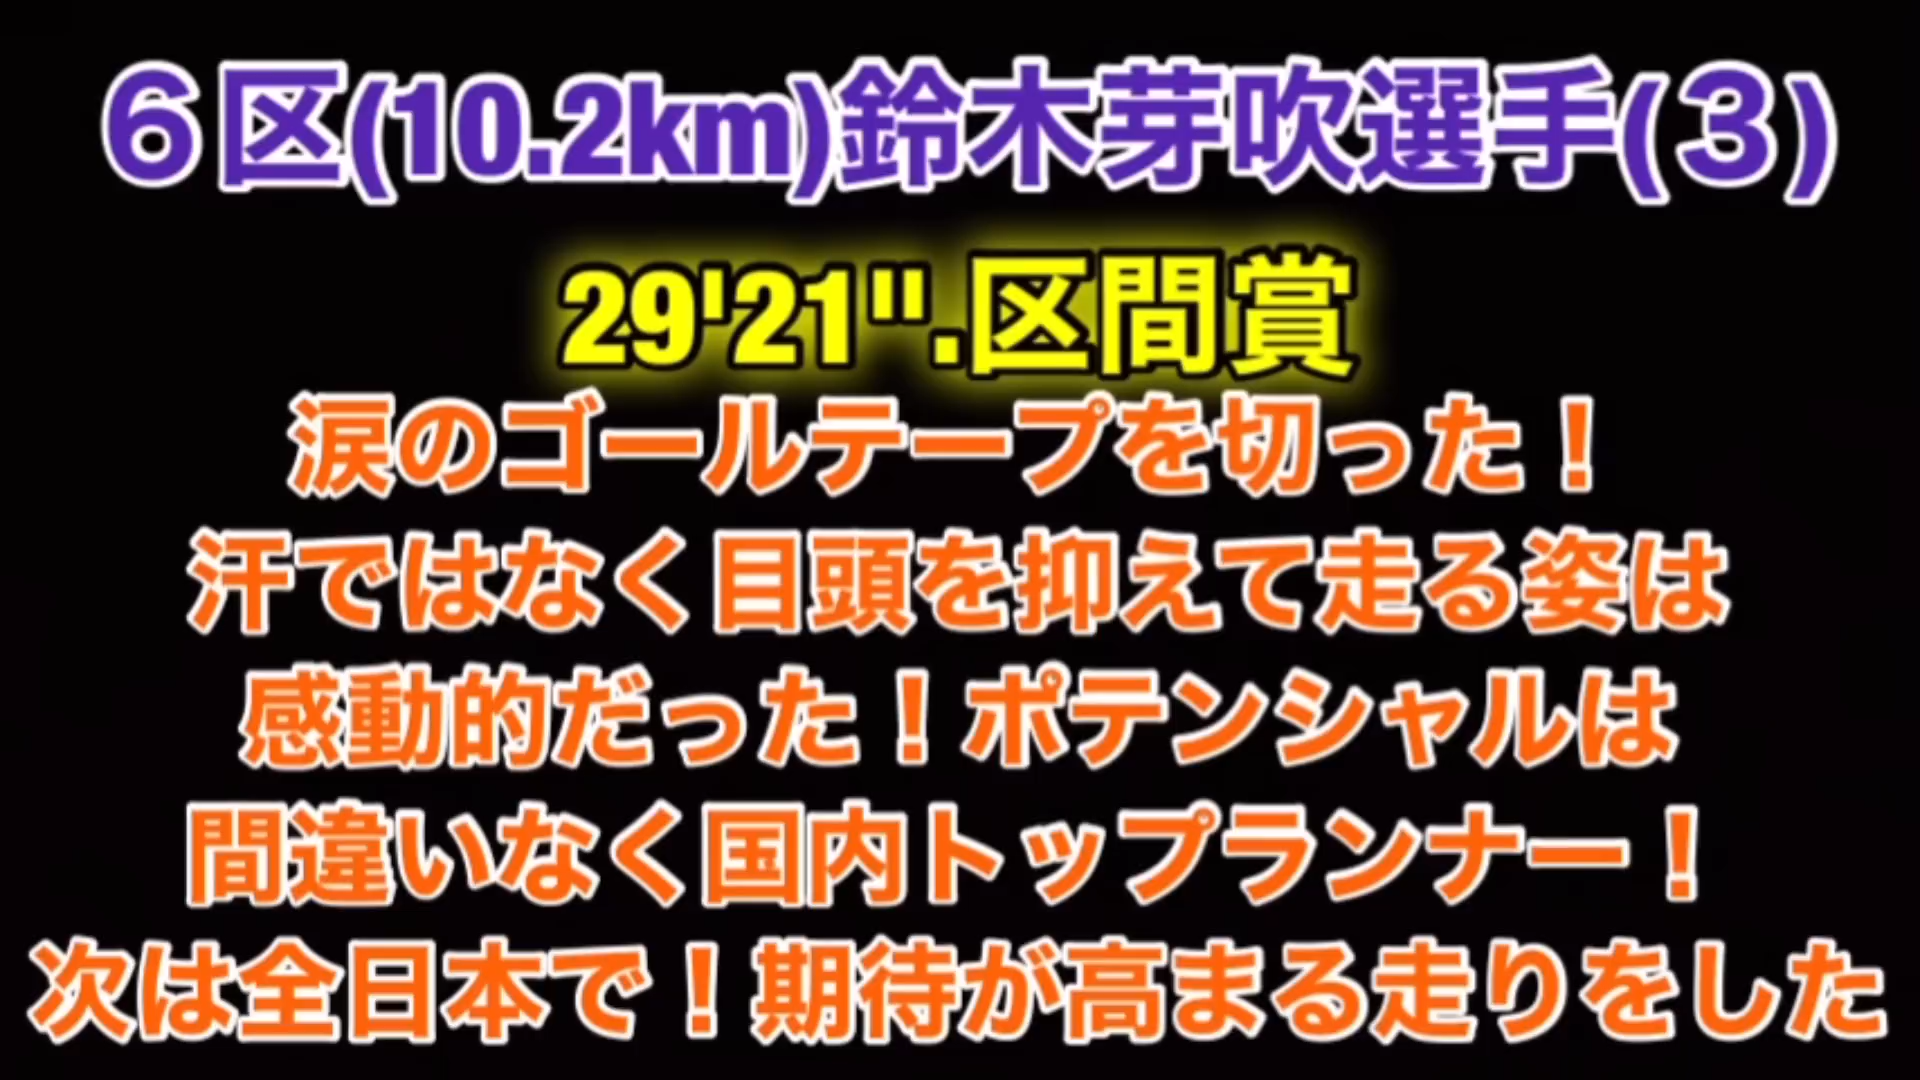 ６区(10.2km)鈴木芽吹選手(３)
29'21".区間賞
涙のゴールテープを切った！
汗ではなく目頭を抑えて走る姿は
感動的だった！ポテンシャルは
間違いなく国内トップランナー！
次は全日本で！期待が高まる走りをした